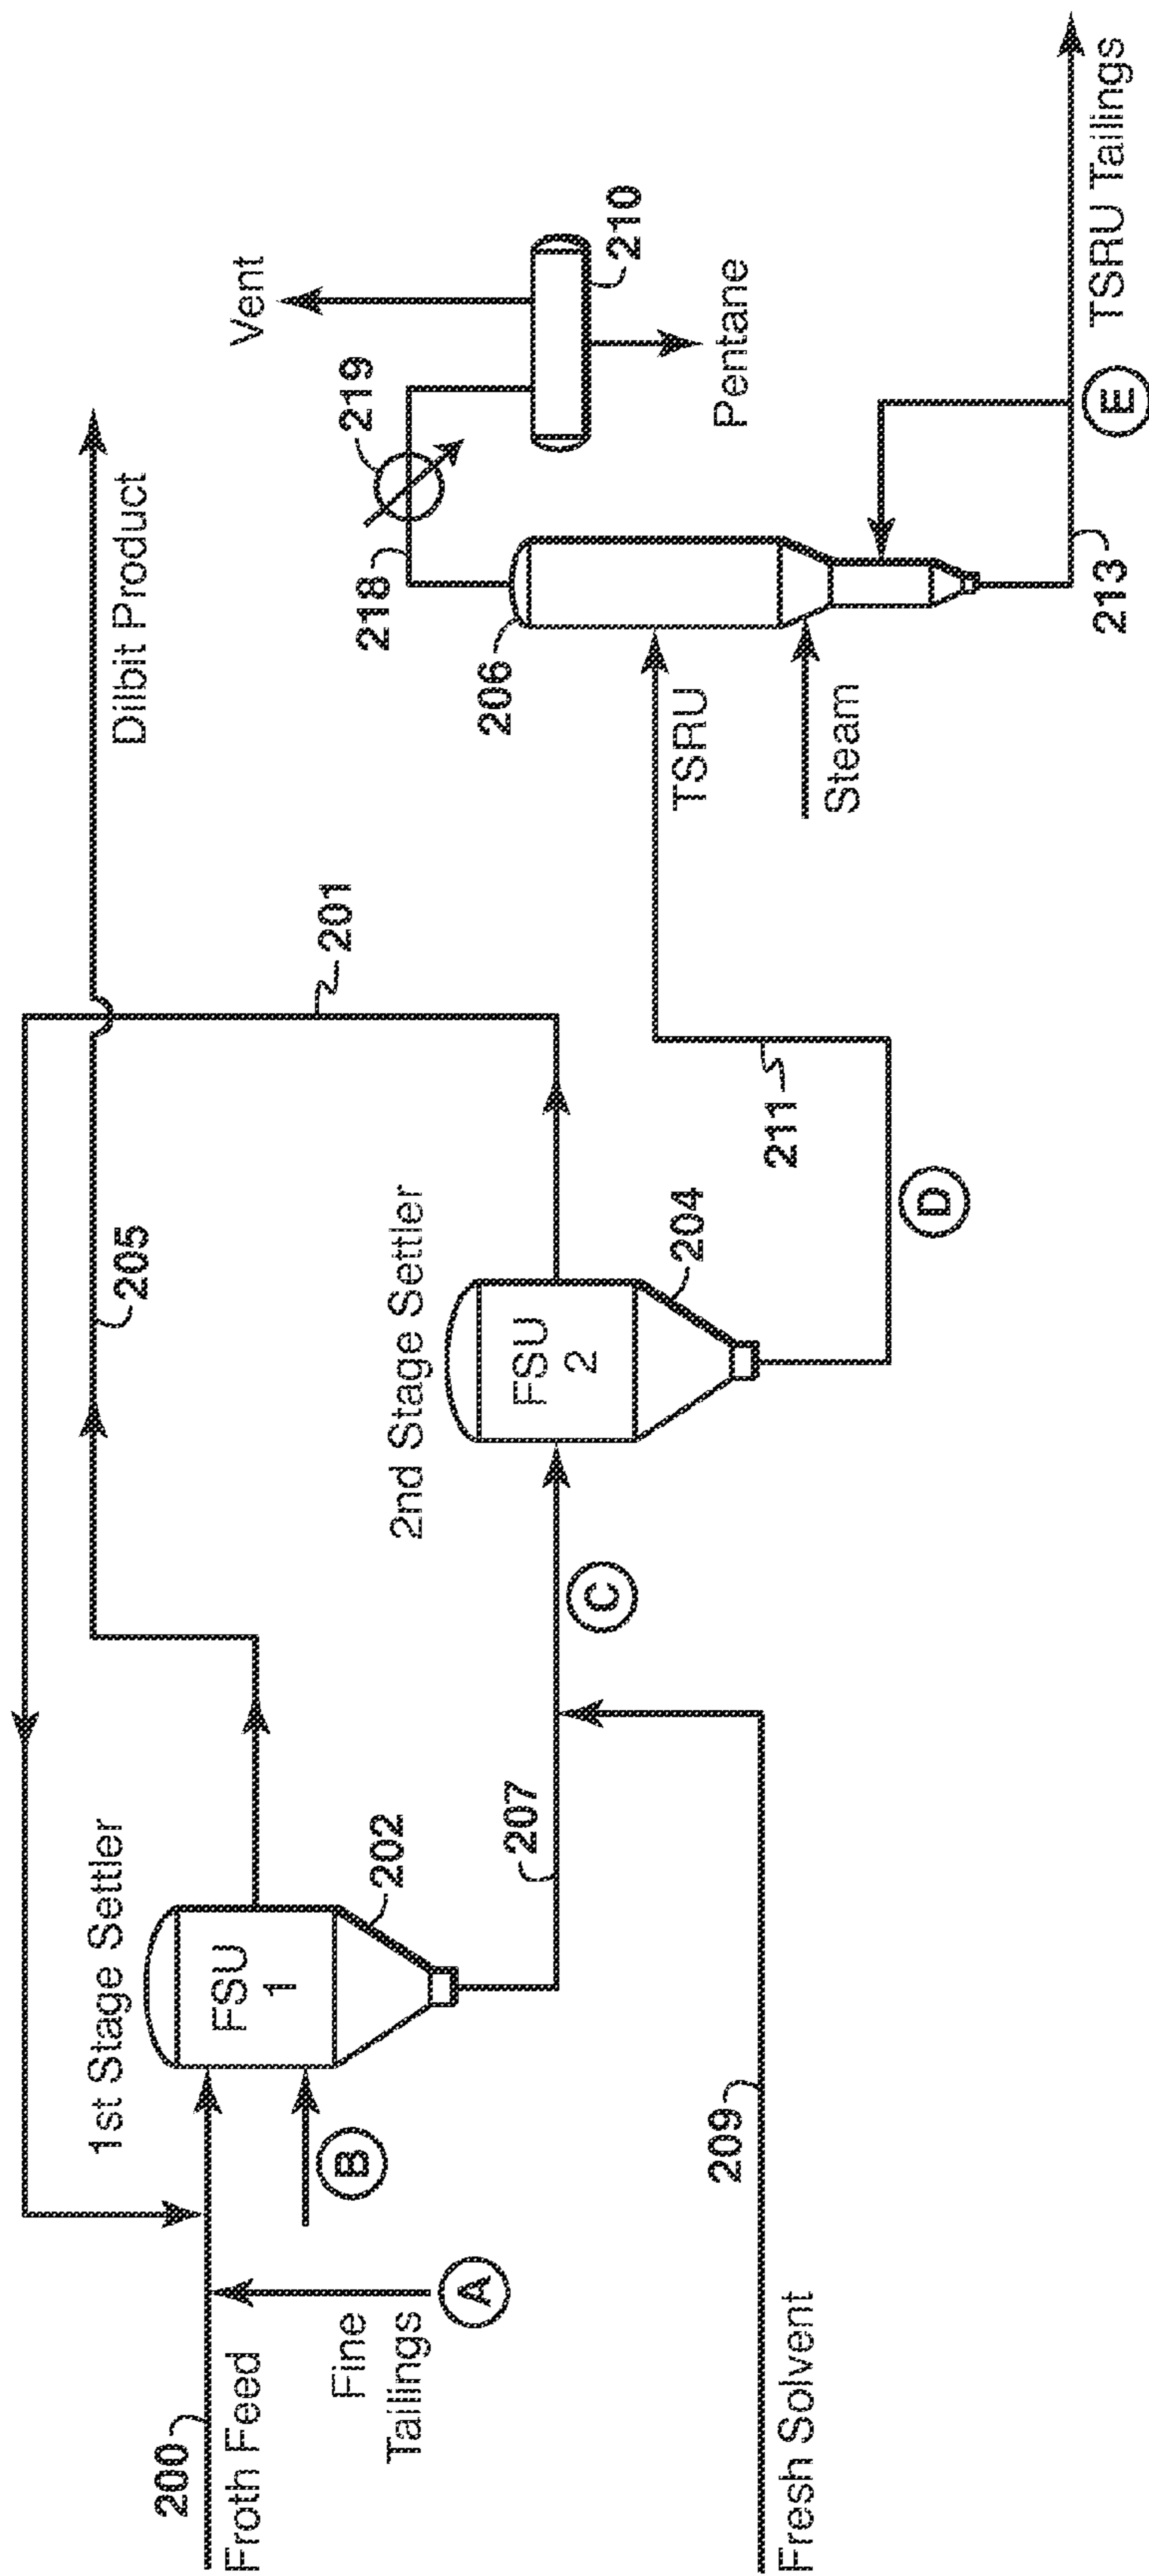 200
Froth Feed
Fine
Tailings
A
B
1st Stage Settler
FSU
1
202
205
Dilbit Product
201
207
209
Fresh Solvent
C
2nd Stage Settler
FSU
2
204
D
211
TSRU
Steam
206
218
219
Vent
210
Pentane
213
E
TSRU Tailings